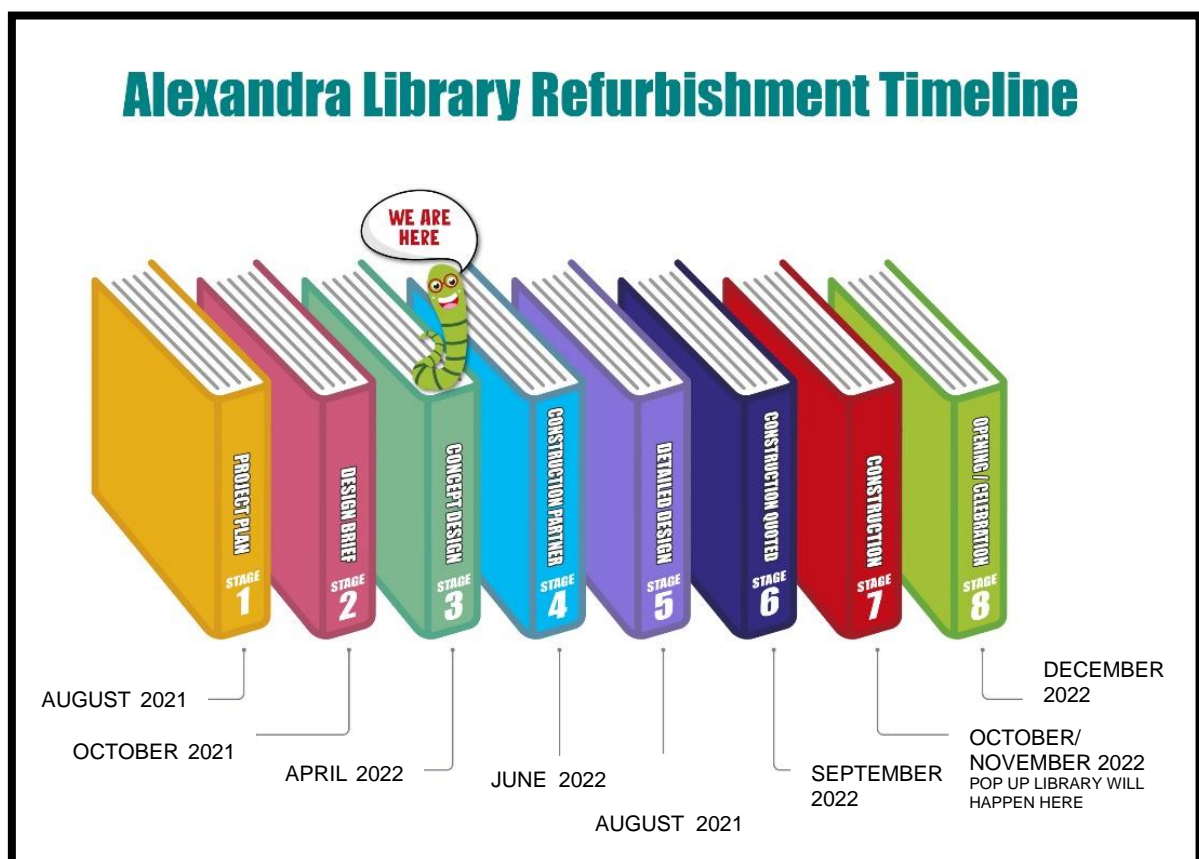 Alexandra Library Refurbishment Timeline
WE ARE
HERE
PROJECT PLAN
STAGE
1
DESIGN BRIEF
STAGE
2
CONCEPT DESIGN
STAGE
3
CONSTRUCTION PARTNER
STAGE
4
DETAILED DESIGN
STAGE
5
CONSTRUCTION QUOTED
STAGE
6
CONSTRUCTION
STAGE
7
OPENING / CELEBRATION
STAGE
8
AUGUST 2021
OCTOBER 2021
APRIL 2022
JUNE 2022
AUGUST 2021
SEPTEMBER
2022
OCTOBER/
NOVEMBER 2022
POP UP LIBRARY WILL
HAPPEN HERE
DECEMBER
2022